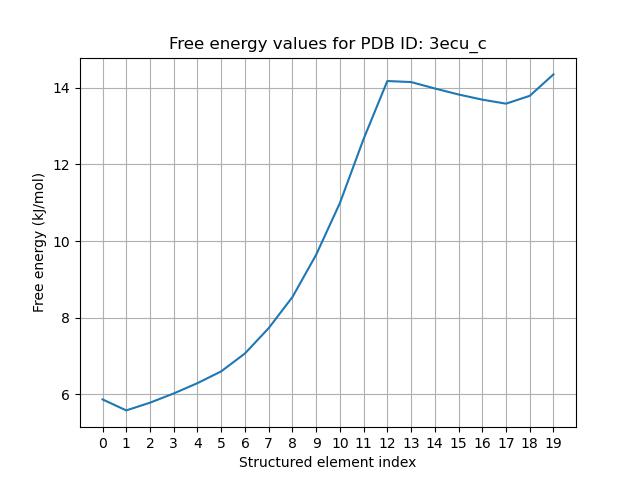 Free energy values for PDB ID: 3ecu_c
Free energy (kJ/mol)
14
12
10
8
6
0 1 2 3 4 5 6 7 8 9 10 11 12 13 14 15 16 17 18 19
Structured element index